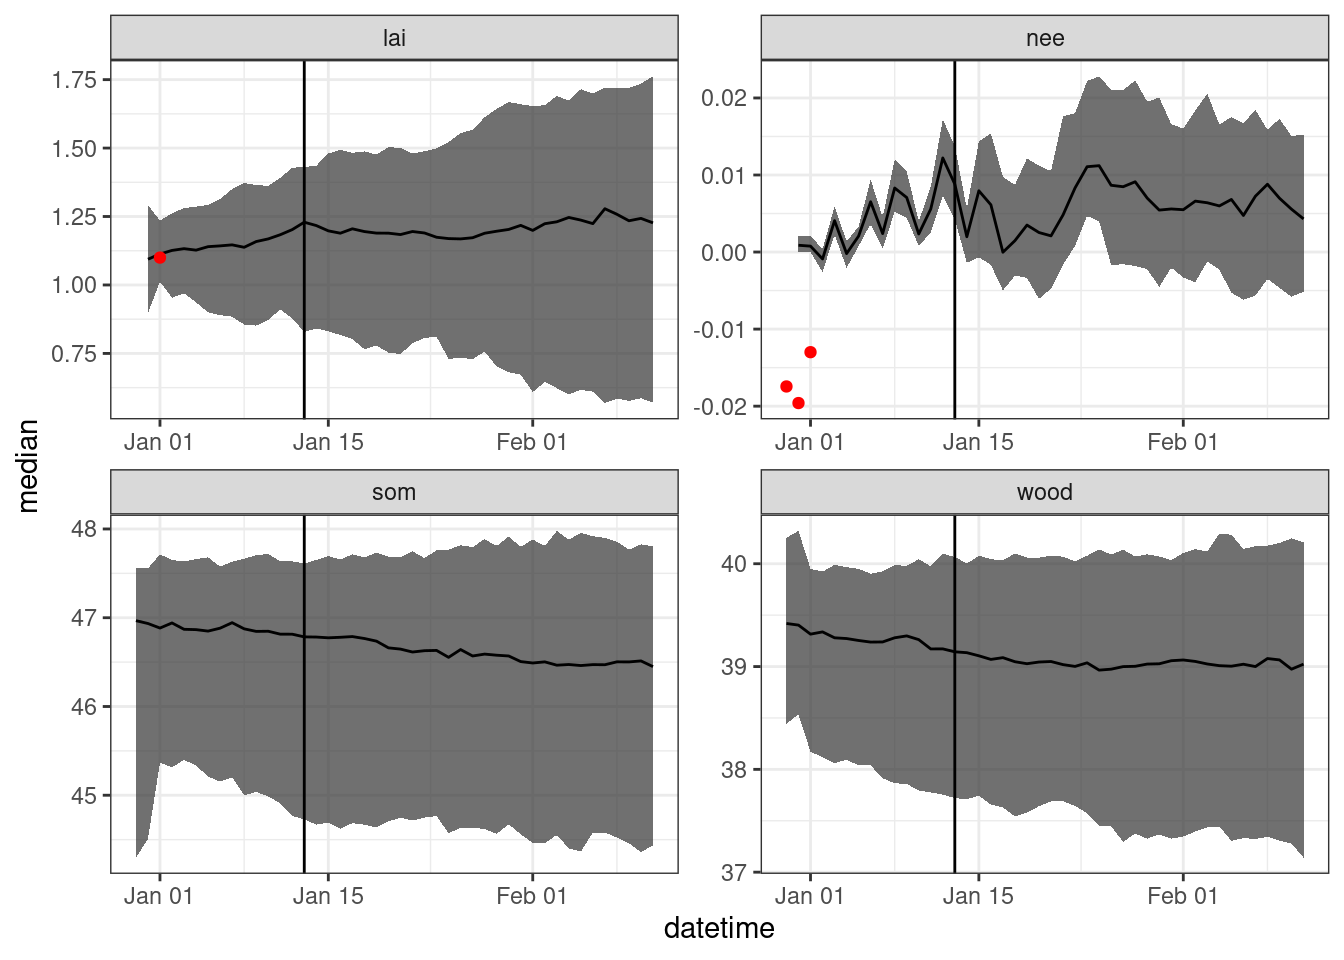 lai
nee
1.75
1.50
1.25
1.00
0.75
0.02
0.01
0.00
-0.01
-0.02
Jan 01 Jan 15 Feb 01
Jan 01 Jan 15 Feb 01
median
som
wood
48
47
46
45
40
39
38
37
Jan 01 Jan 15 Feb 01
Jan 01 Jan 15 Feb 01
datetime